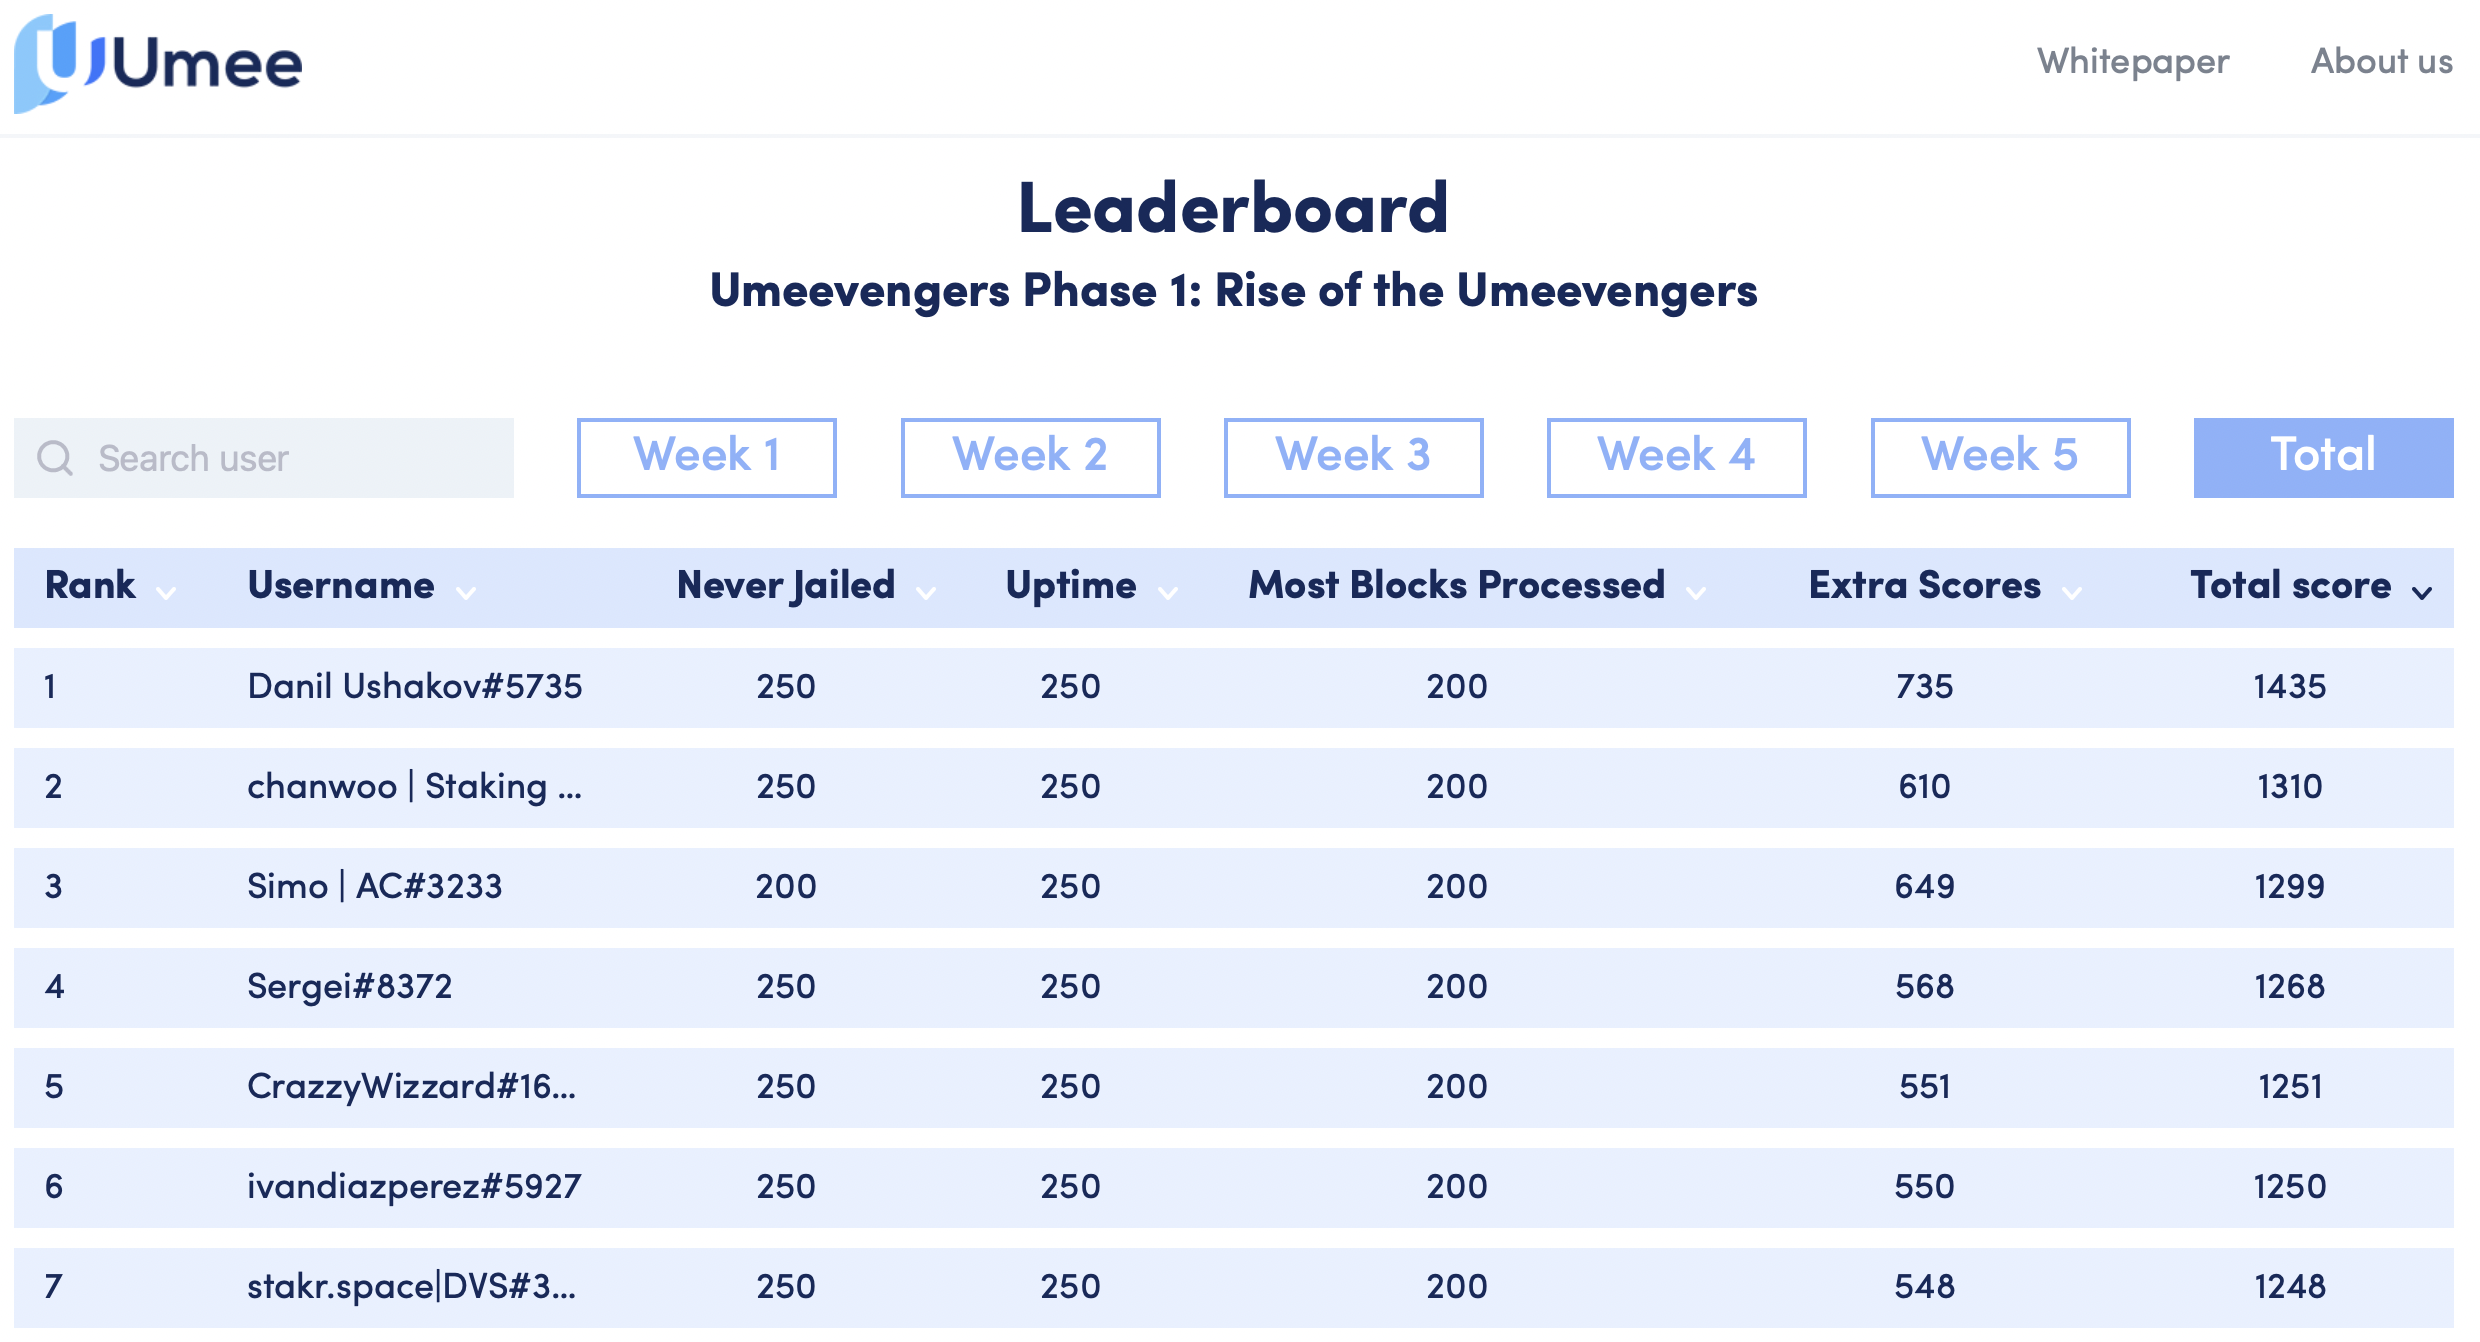 Umee
Whitepaper About us
Leaderboard
Umeevengers Phase 1: Rise of the Umeevengers
Search user Week 1 Week 2 Week 3 Week 4 Week 5 Total
Rank Username Never Jailed Uptime Most Blocks Processed Extra Scores Total score
1 Danil Ushakov#5735 250 250 200 735 1435
2 chanwoo | Staking ... 250 250 200 610 1310
3 Simo | AC#3233 200 250 200 649 1299
4 Sergei#8372 250 250 200 568 1268
5 CrazzyWizzard#16... 250 250 200 551 1251
6 ivandiazperez#5927 250 250 200 550 1250
7 stakr.space|DVS#3... 250 250 200 548 1248